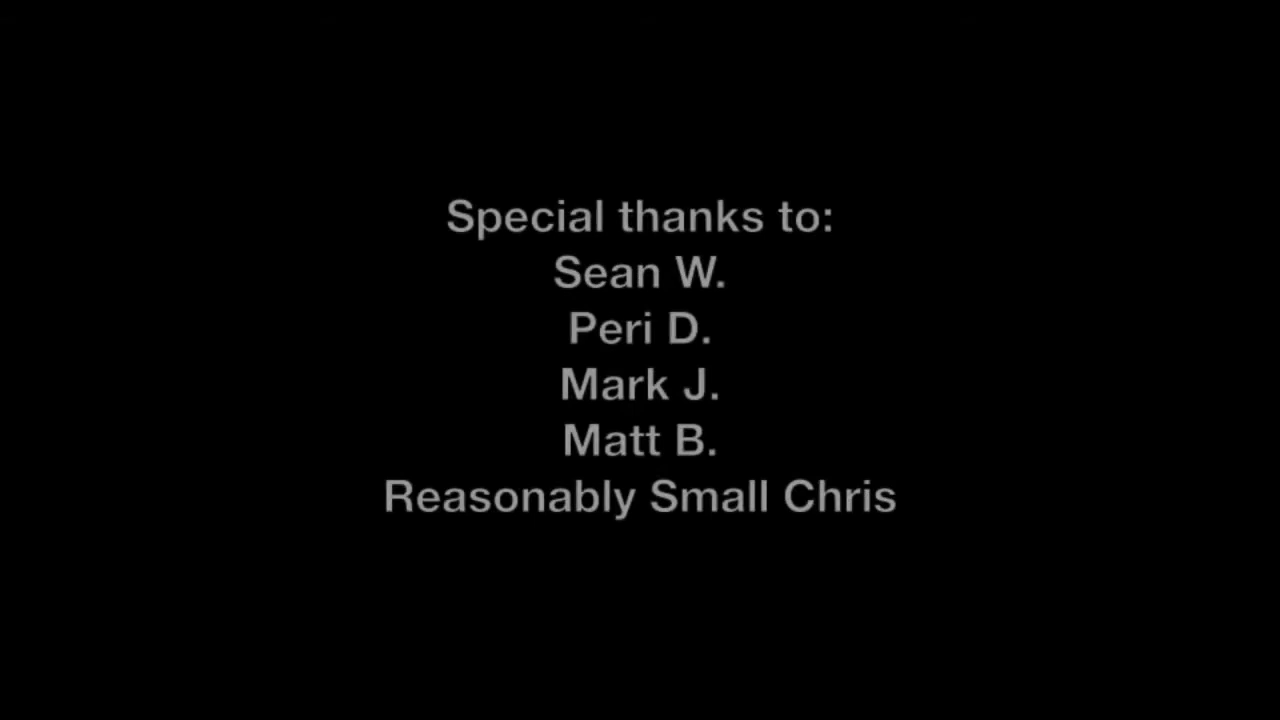 Special thanks to:
Sean W.
Peri D.
Mark J.
Matt B.
Reasonably Small Chris